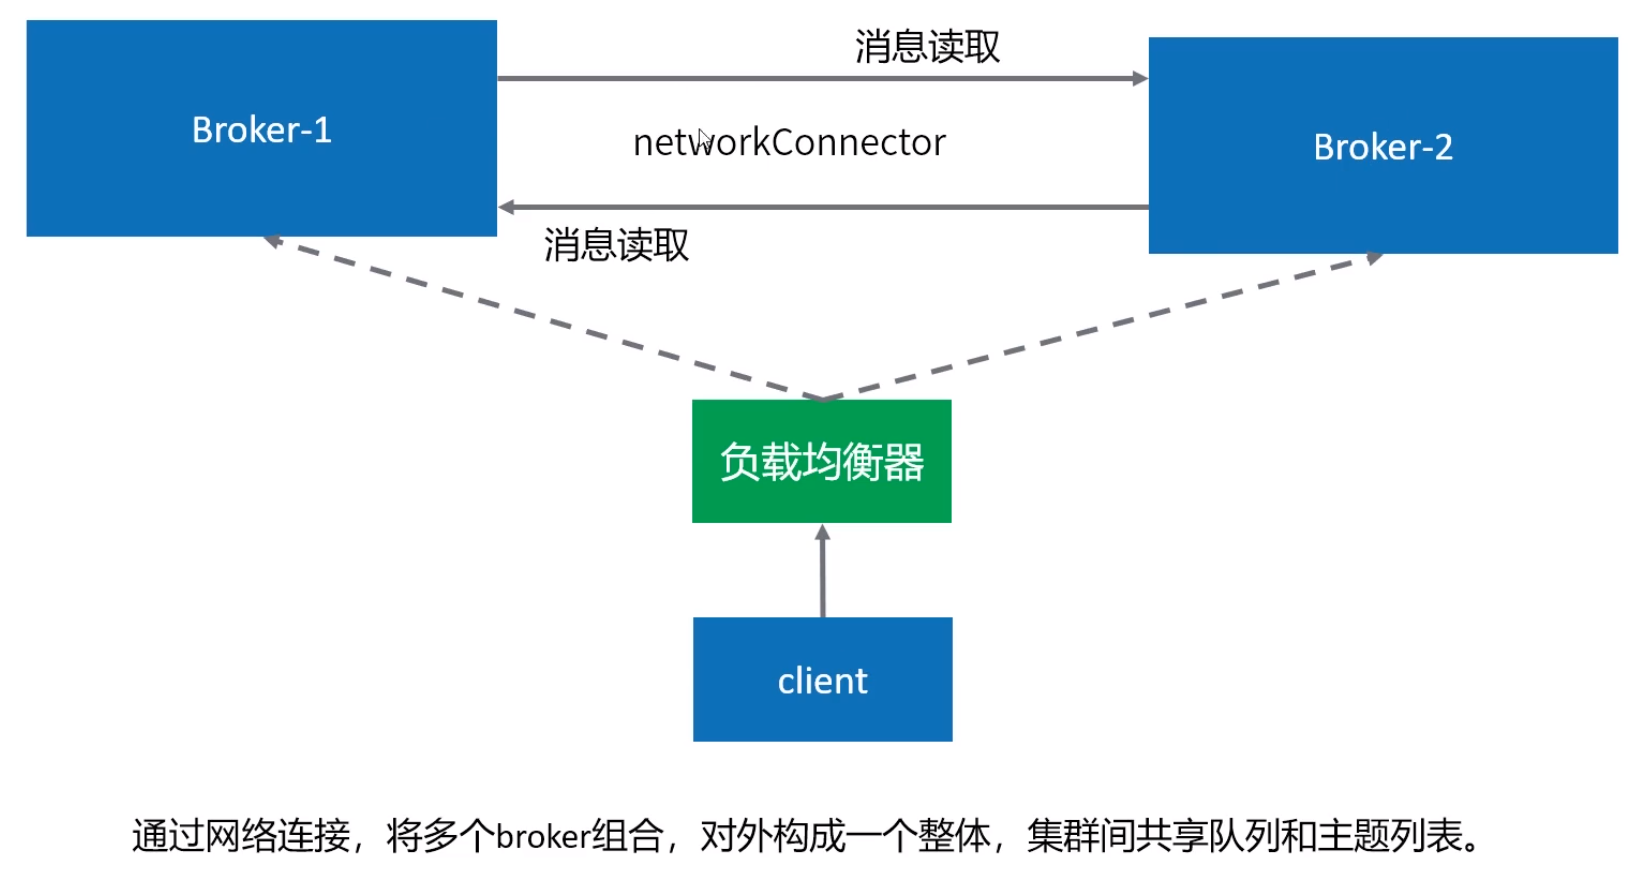 消息读取
Broker-1
networkConnector
Broker-2
消息读取
负载均衡器
client
通过网络连接，将多个broker组合，对外构成一个整体，集群间共享队列和主题列表。